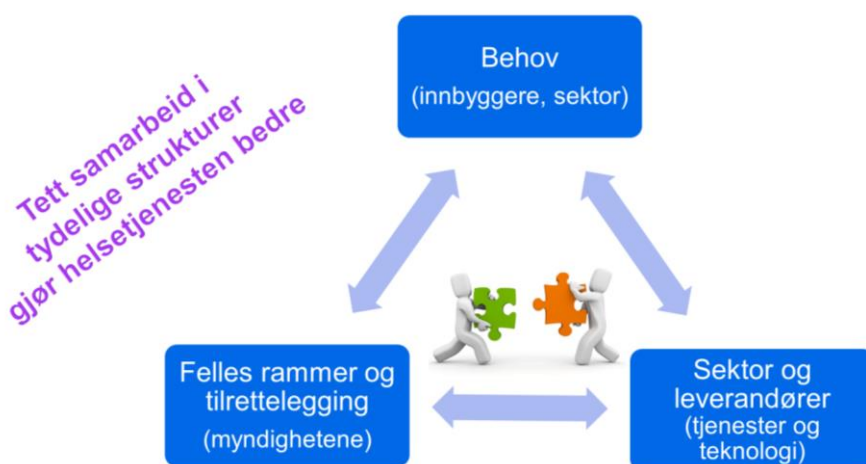 Behov
(innbyggere, sektor)
Tett samarbeid i
tydelige strukturer
gjør helsetjenesten bedre
Felles rammer og
tilrettelegging
(myndighetene)
Sektor og
leverandører
(tjenester og
teknologi)